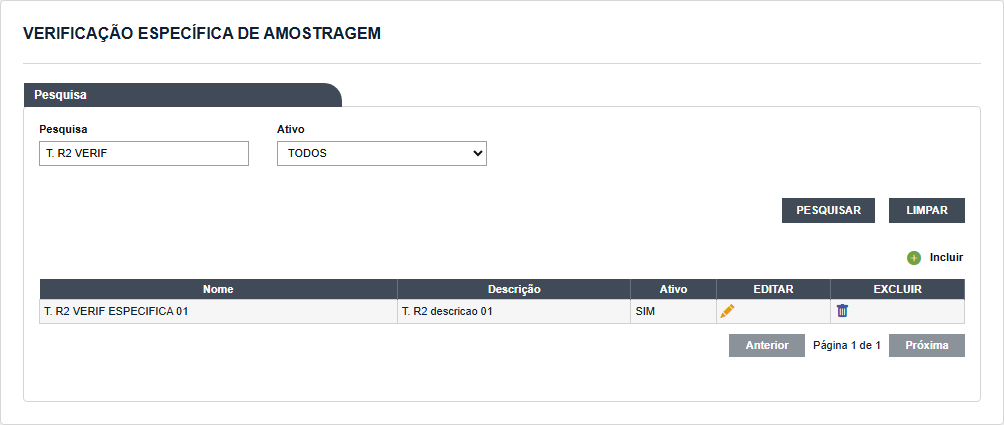 VERIFICAÇÃO ESPECÍFICA DE AMOSTRAGEM
Pesquisa
Pesquisa Ativo
T. R2 VERIF TODOS
PESQUISAR LIMPAR
Incluir
Nome Descrição Ativo EDITAR EXCLUIR
T. R2 VERIF ESPECIFICA 01 T. R2 descricao 01 SIM
Anterior Página 1 de 1 Próxima